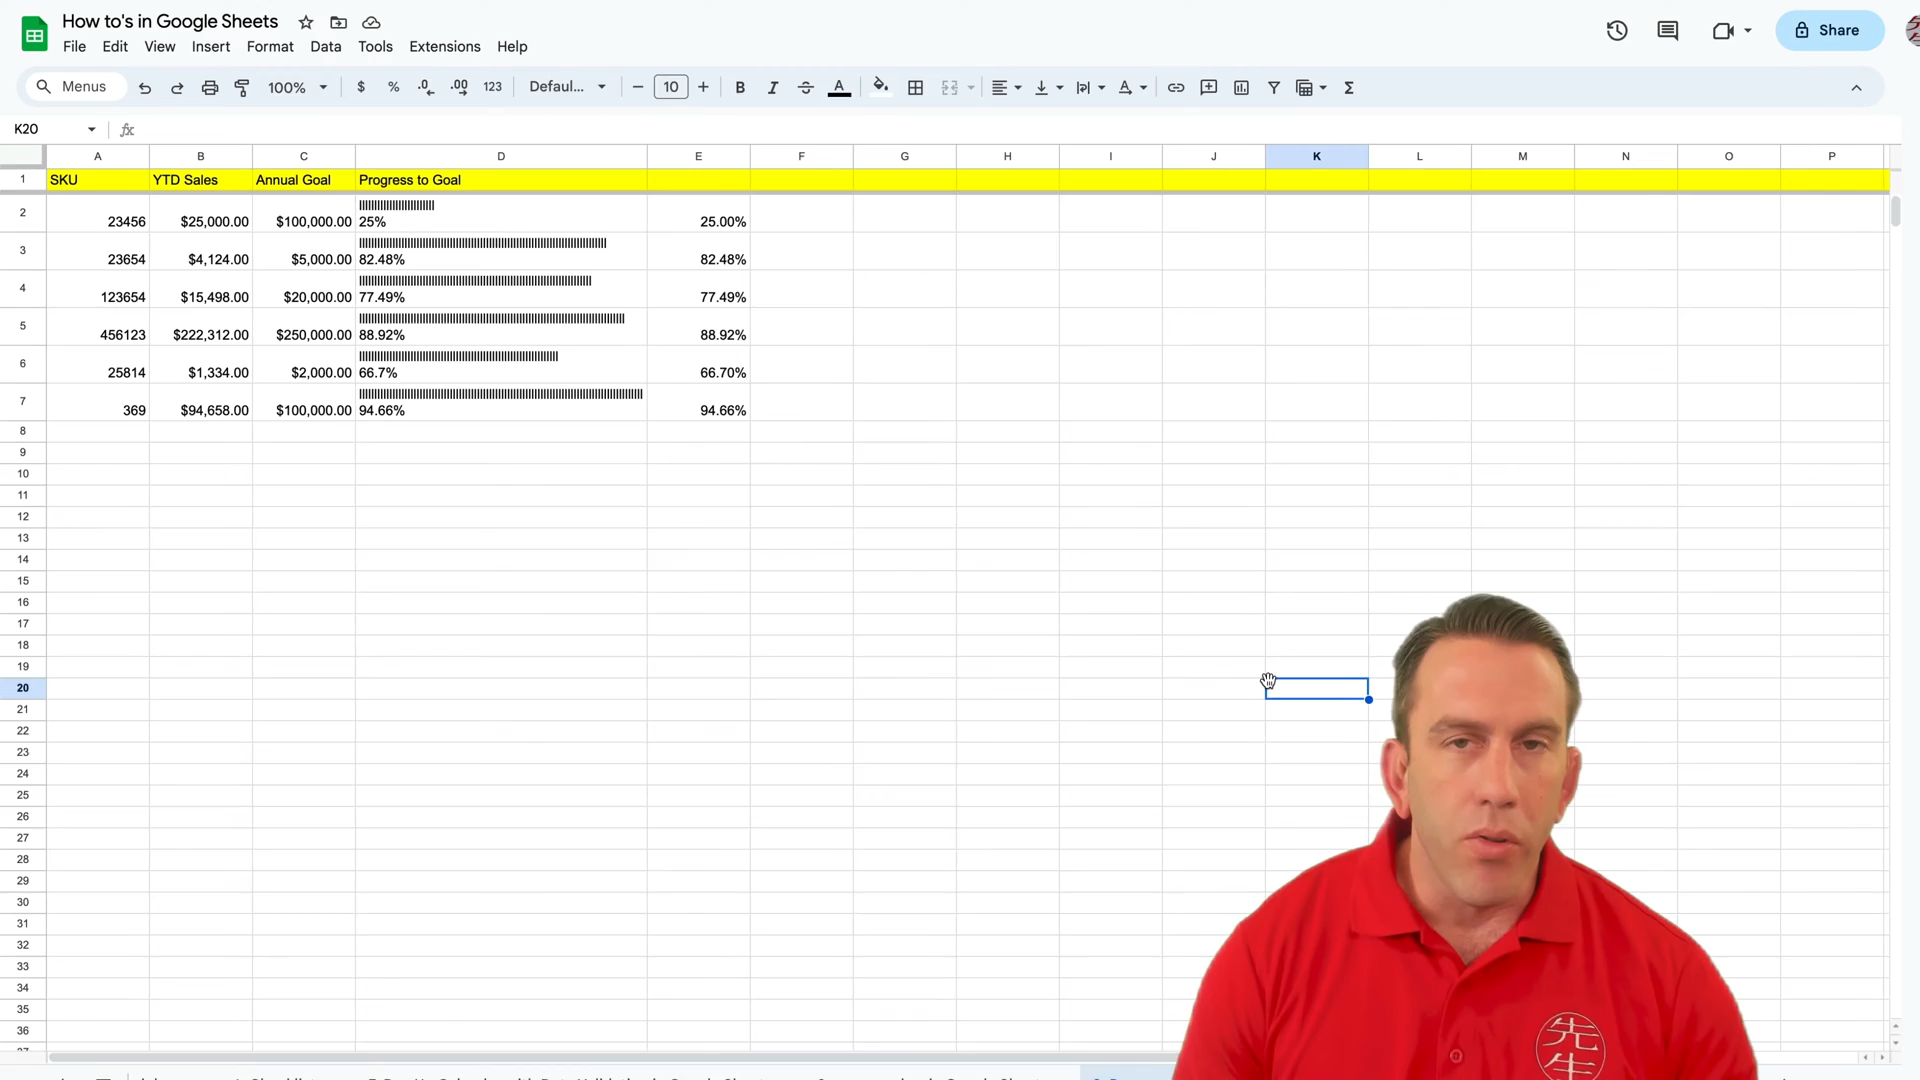 How to's in Google Sheets
File Edit View Insert Format Data Tools Extensions Help
Share
Menus 100% $ % .0 .00 123 Defaul... 10 B I S A
K20 fx
A B C D E F G H I J K L M N O P
1 SKU YTD Sales Annual Goal Progress to Goal
2 23456 $25,000.00 $100,000.00 25% 25.00%
3 23654 $4,124.00 $5,000.00 82.48% 82.48%
4 123654 $15,498.00 $20,000.00 77.49% 77.49%
5 456123 $222,312.00 $250,000.00 88.92% 88.92%
6 25814 $1,334.00 $2,000.00 66.7% 66.70%
7 369 $94,658.00 $100,000.00 94.66% 94.66%
8
9
10
11
12
13
14
15
16
17
18
19
20
21
22
23
24
25
26
27
28
29
30
31
32
33
34
35
36
先生